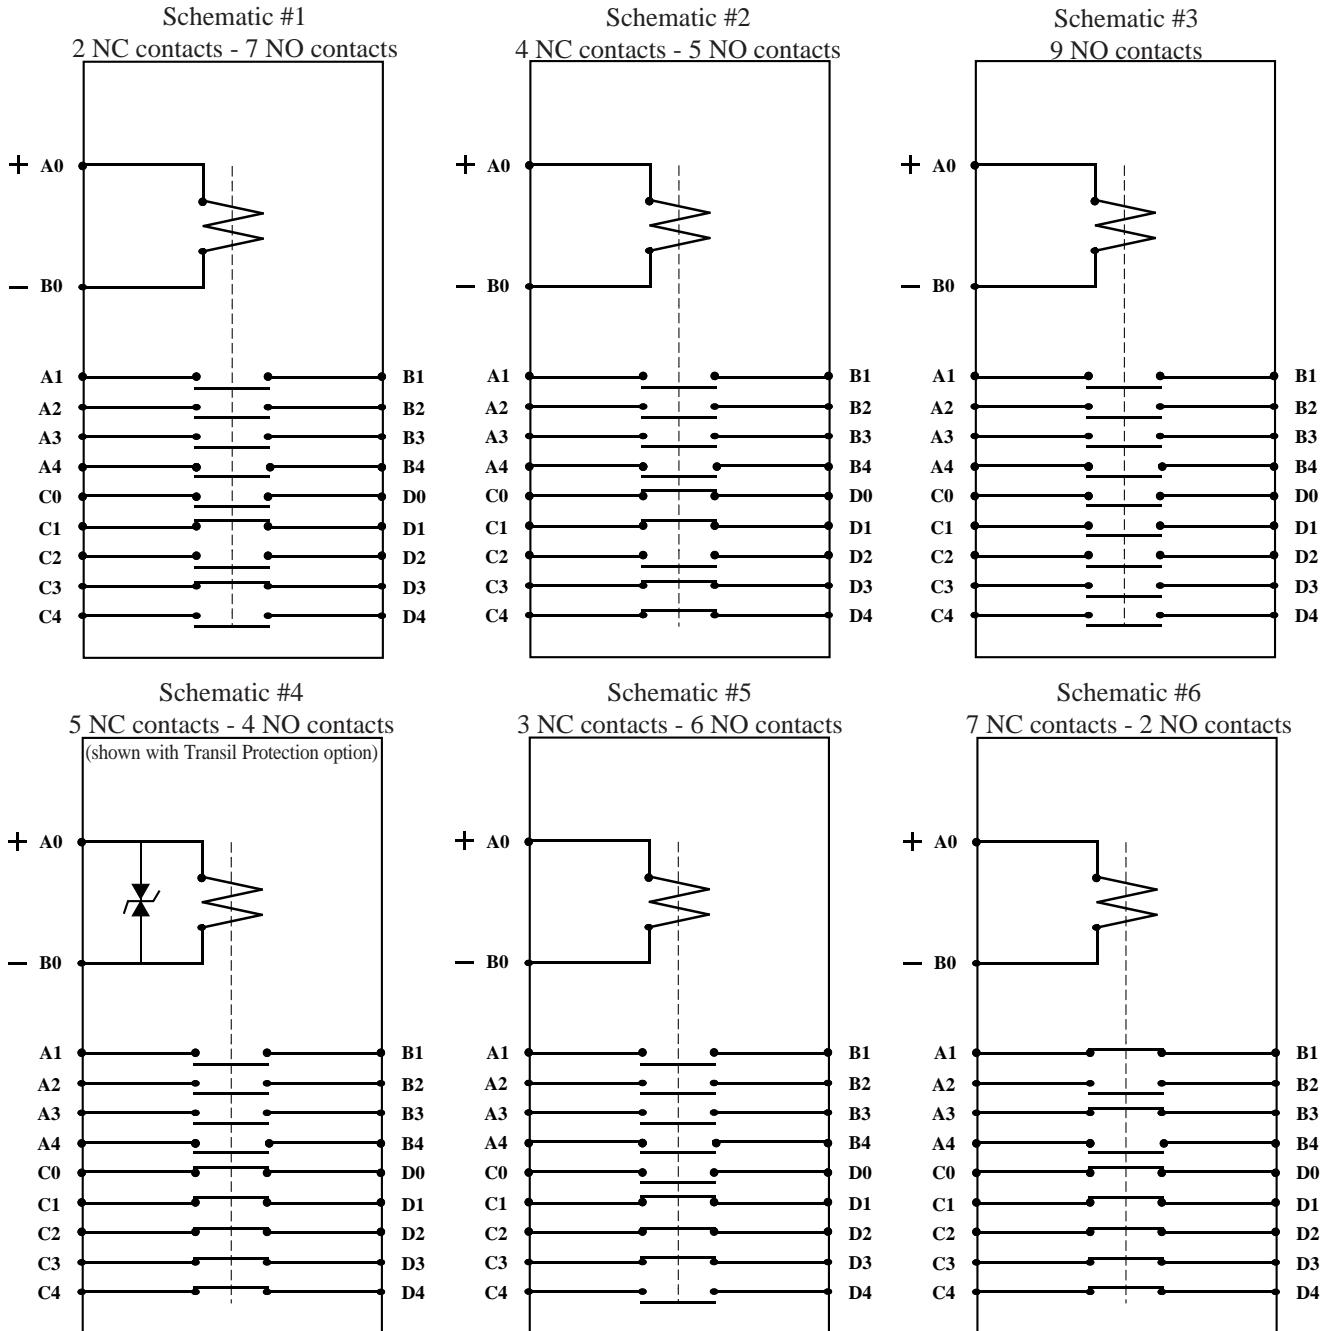 Schematic #1
2 NC contacts - 7 NO contacts
+ A0
− B0
A1 B1
A2 B2
A3 B3
A4 B4
C0 D0
C1 D1
C2 D2
C3 D3
C4 D4
Schematic #2
4 NC contacts - 5 NO contacts
+ A0
− B0
A1 B1
A2 B2
A3 B3
A4 B4
C0 D0
C1 D1
C2 D2
C3 D3
C4 D4
Schematic #3
9 NO contacts
+ A0
− B0
A1 B1
A2 B2
A3 B3
A4 B4
C0 D0
C1 D1
C2 D2
C3 D3
C4 D4
Schematic #4
5 NC contacts - 4 NO contacts
(shown with Transil Protection option)
+ A0
− B0
A1 B1
A2 B2
A3 B3
A4 B4
C0 D0
C1 D1
C2 D2
C3 D3
C4 D4
Schematic #5
3 NC contacts - 6 NO contacts
+ A0
− B0
A1 B1
A2 B2
A3 B3
A4 B4
C0 D0
C1 D1
C2 D2
C3 D3
C4 D4
Schematic #6
7 NC contacts - 2 NO contacts
+ A0
− B0
A1 B1
A2 B2
A3 B3
A4 B4
C0 D0
C1 D1
C2 D2
C3 D3
C4 D4